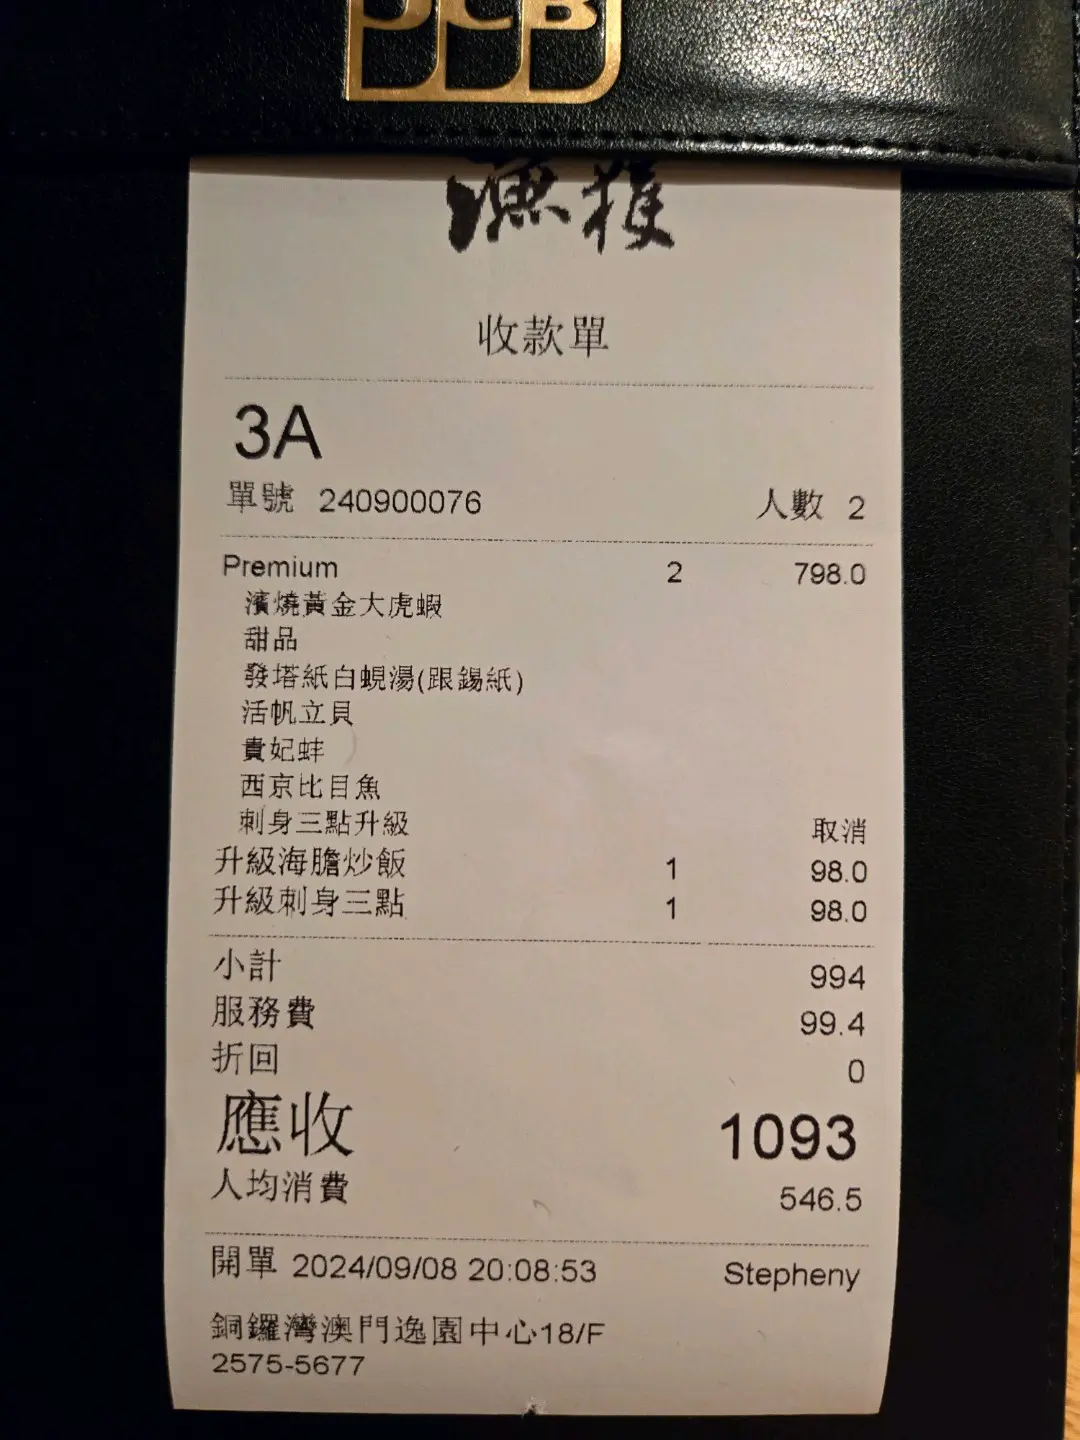 JCB
漁獲
收款單
3A
單號 240900076 人數 2
Premium 2 798.0
濱燒黃金大虎蝦
甜品
發塔紙白蜆湯(跟錫紙)
活帆立貝
貴妃蚌
西京比目魚
刺身三點升級 取消
升級海膽炒飯 1 98.0
升級刺身三點 1 98.0
小計 994
服務費 99.4
折回 0
應收 1093
人均消費 546.5
開單 2024/09/08 20:08:53 Stepheny
銅鑼灣澳門逸園中心18/F
2575-5677